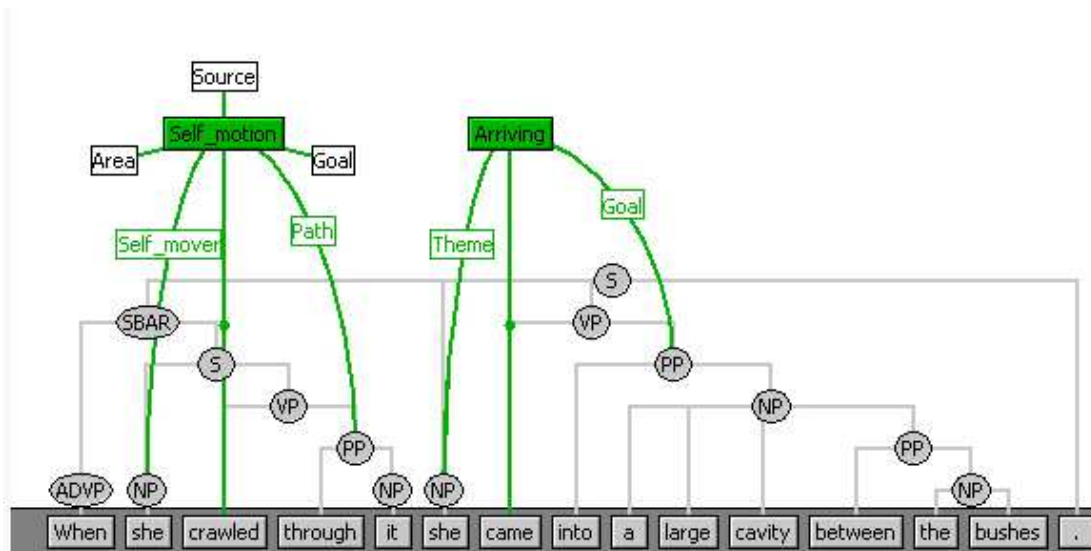 Source
Self_motion Arriving
Area Goal
Goal
Self_mover Path Theme
S
SBAR VP
S PP
VP NP
PP PP
ADVP NP NP NP NP
When she crawled through it she came into a large cavity between the bushes .